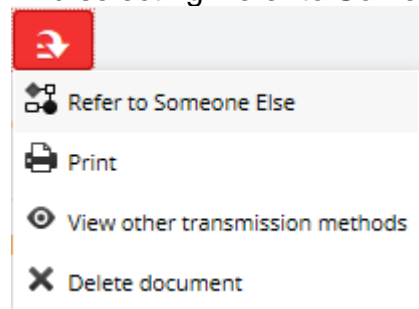 Refer to Someone Else
Print
View other transmission methods
Delete document